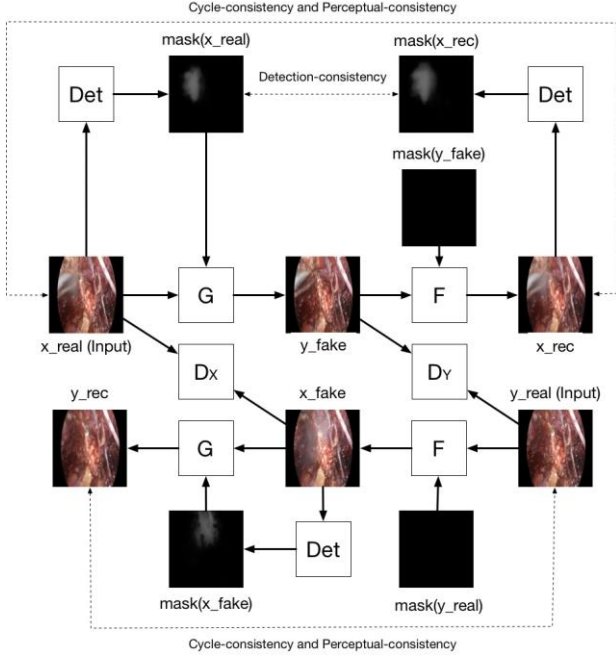 Cycle-consistency and Perceptual-consistency
mask(x_real)
mask(x_rec)
Det
Detection-consistency
Det
mask(y_fake)
G
F
x_real (Input)
y_fake
x_rec
DX
DY
y_rec
x_fake
y_real (Input)
G
F
Det
mask(x_fake)
mask(y_real)
Cycle-consistency and Perceptual-consistency